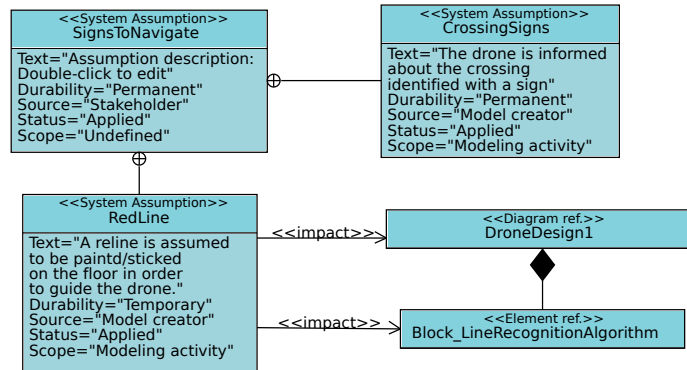 <<System Assumption>>
SignsToNavigate
Text="Assumption description:
Double-click to edit"
Durability="Permanent"
Source="Stakeholder"
Status="Applied"
Scope="Undefined"
<<System Assumption>>
CrossingSigns
Text="The drone is informed
about the crossing
identified with a sign"
Durability="Permanent"
Source="Model creator"
Status="Applied"
Scope="Modeling activity"
<<System Assumption>>
RedLine
Text="A reline is assumed
to be paintd/sticked
on the floor in order
to guide the drone."
Durability="Temporary"
Source="Model creator"
Status="Applied"
Scope="Modeling activity"
<<impact>>
<<Diagram ref.>>
DroneDesign1
<<impact>>
<<Element ref.>>
Block_LineRecognitionAlgorithm